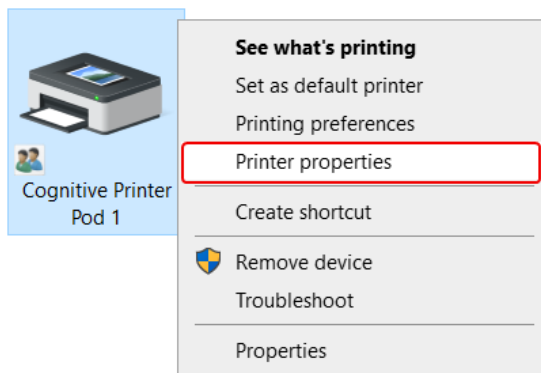 Cognitive Printer
Pod 1
See what's printing
Set as default printer
Printing preferences
Printer properties
Create shortcut
Remove device
Troubleshoot
Properties